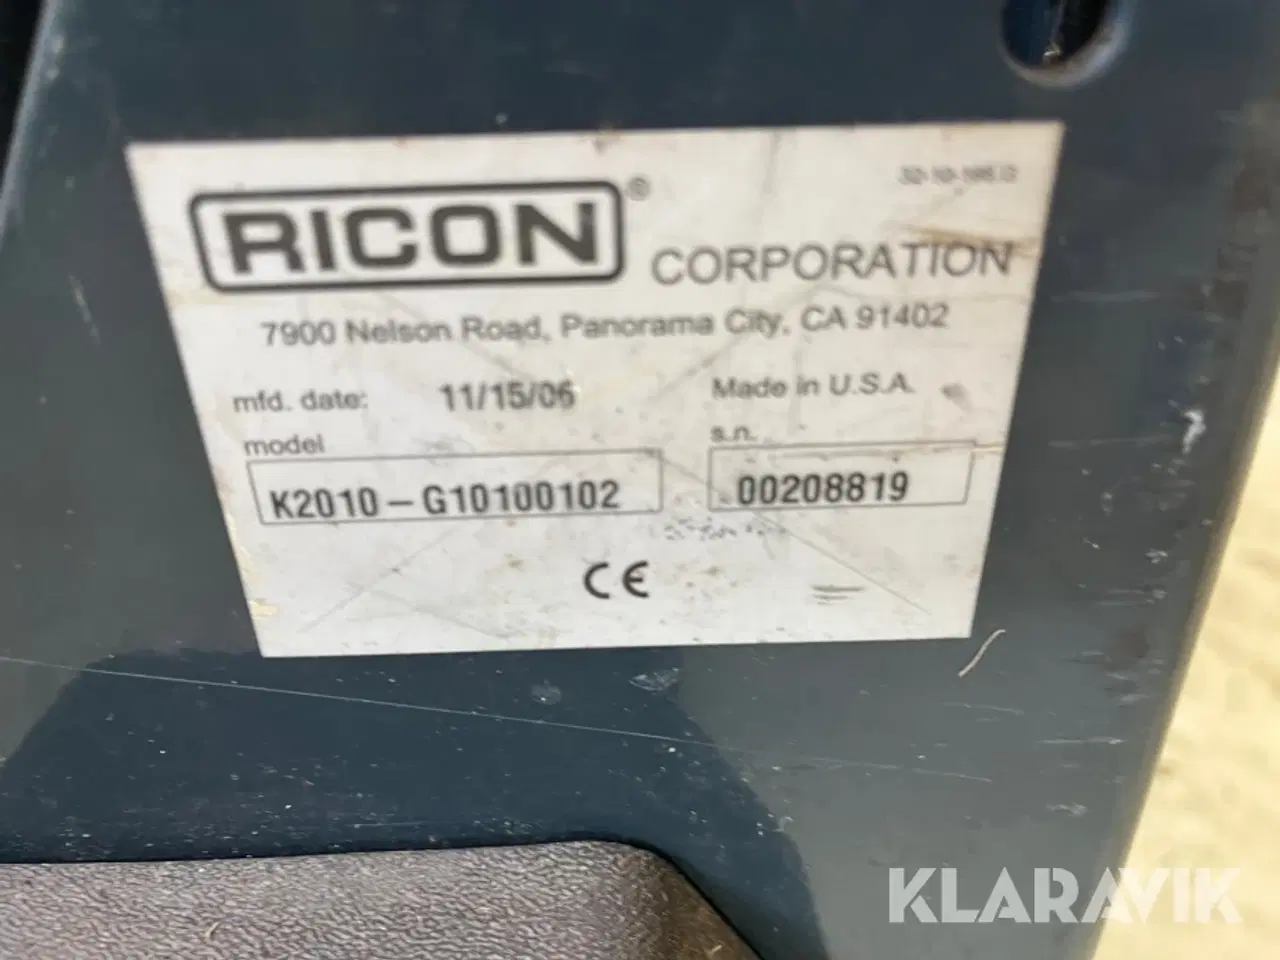 RICON® CORPORATION
7900 Nelson Road, Panorama City, CA 91402
mfd. date: 11/15/06 Made in U.S.A.
model s.n.
K2010-G10100102 00208819
CE
KLARAVIK